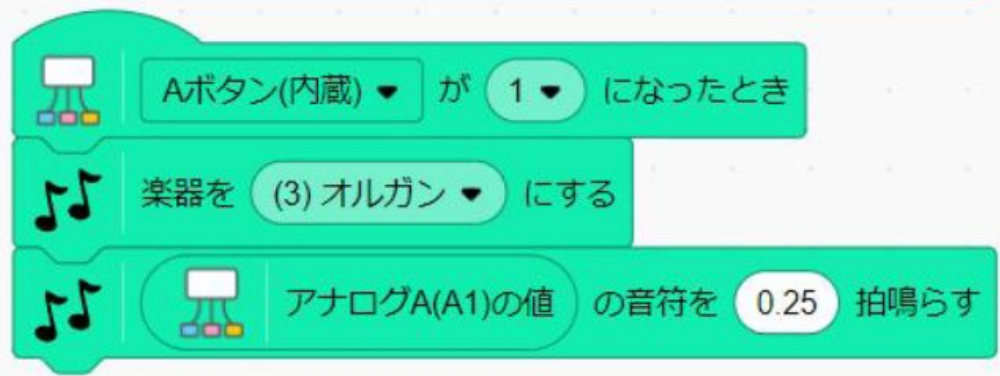 Aボタン(内蔵) が 1 になったとき
楽器を (3) オルガン にする
アナログA(A1)の値 の音符を 0.25 拍鳴らす